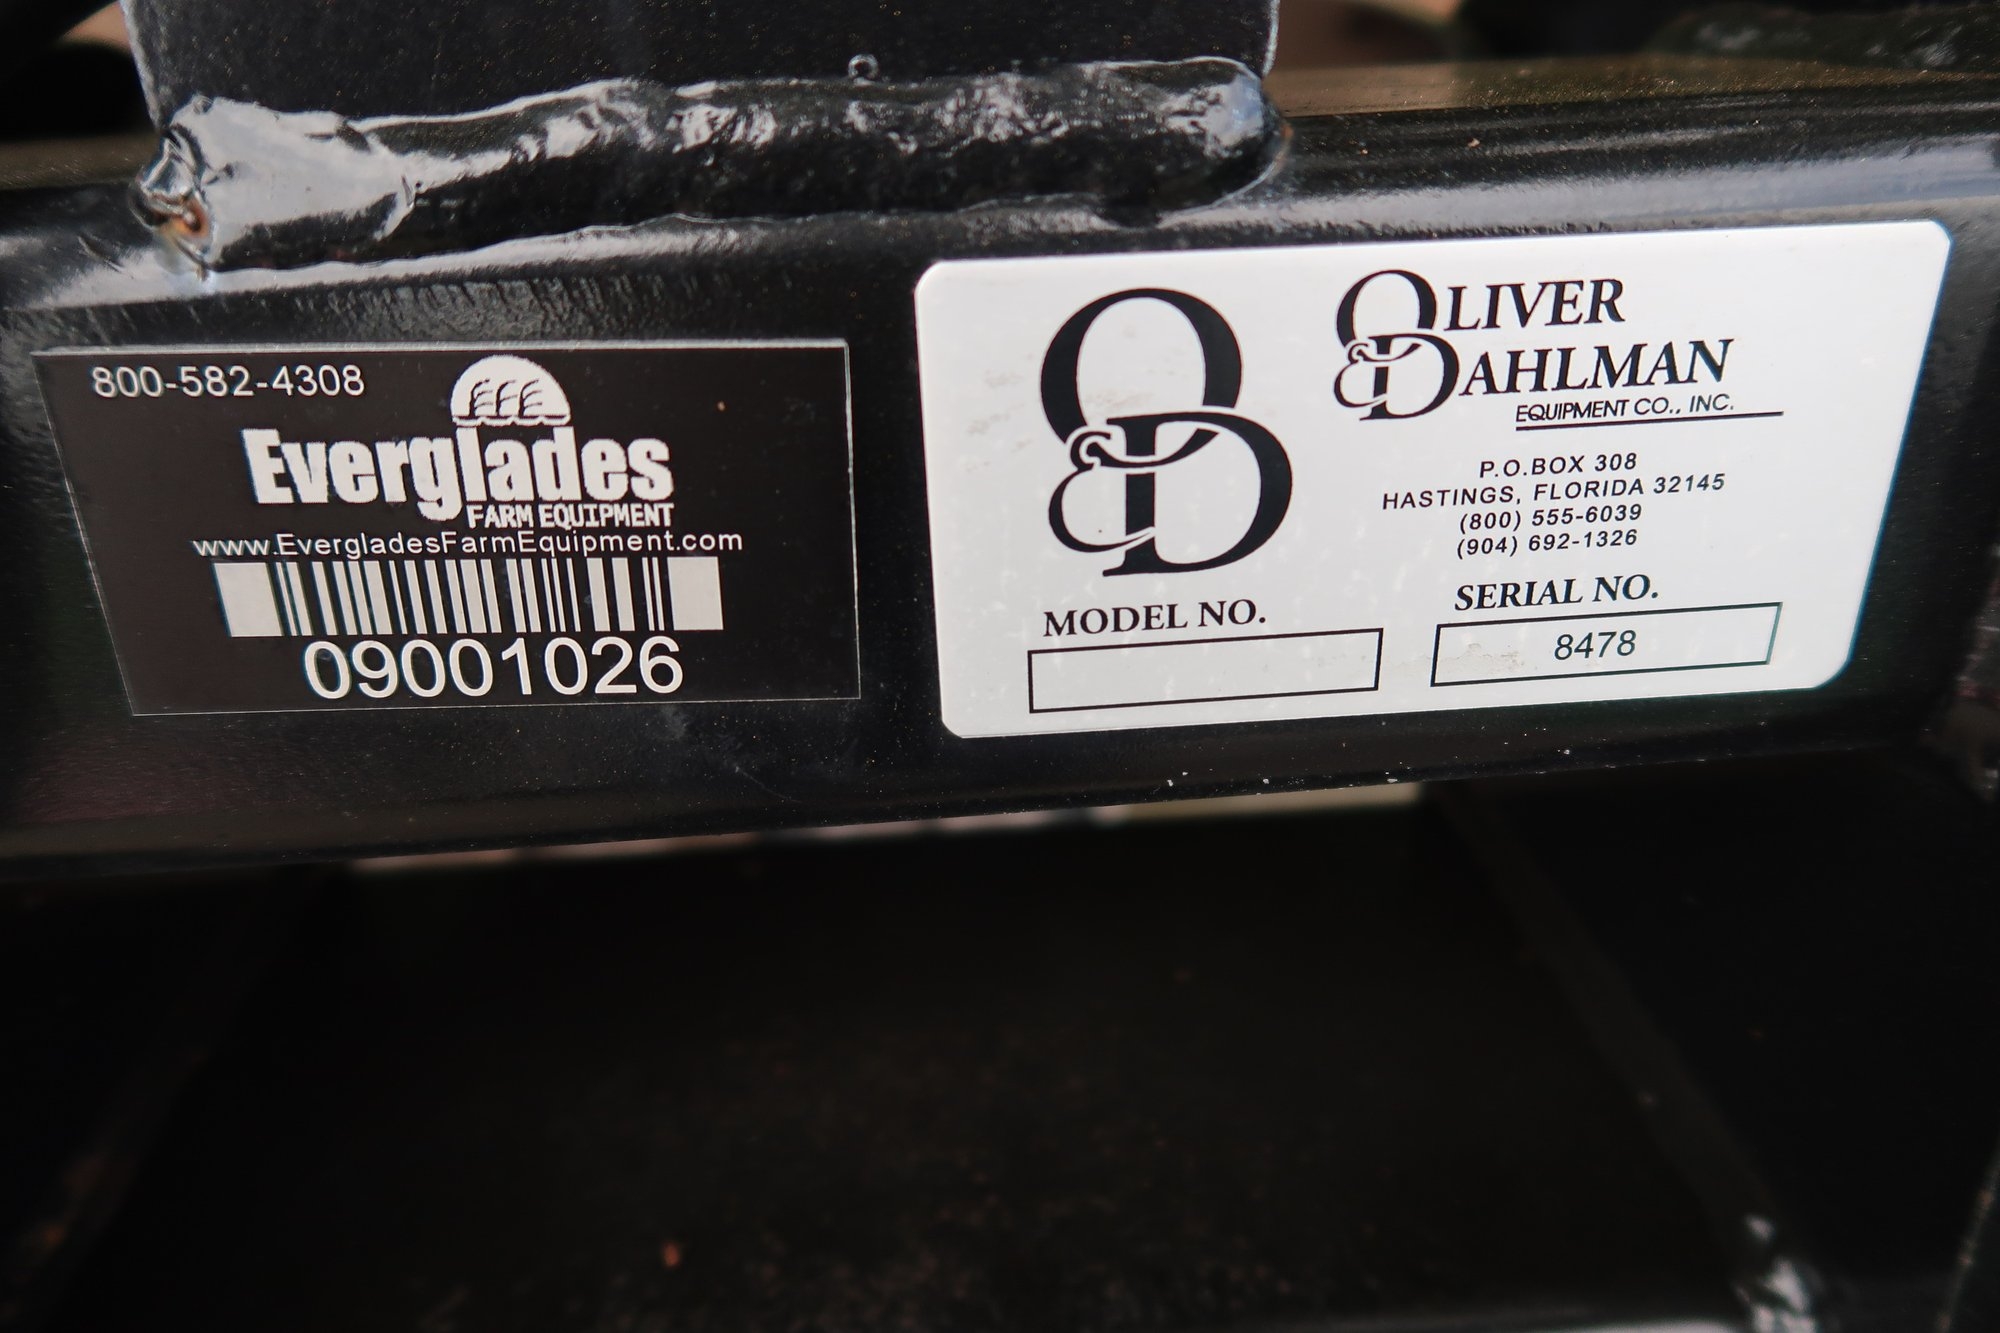 800-582-4308
Everglades
FARM EQUIPMENT
www.EvergladesFarmEquipment.com
09001026
OD
OLIVER
& DAHLMAN
EQUIPMENT CO., INC.
P.O.BOX 308
HASTINGS, FLORIDA 32145
(800) 555-6039
(904) 692-1326
MODEL NO.
SERIAL NO.
8478